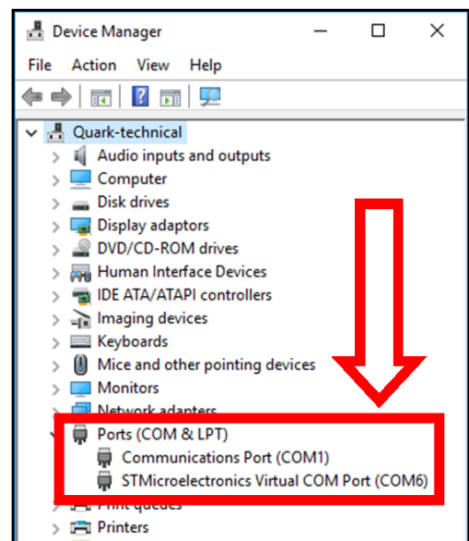 Device Manager
File Action View Help
Quark-technical
Audio inputs and outputs
Computer
Disk drives
Display adaptors
DVD/CD-ROM drives
Human Interface Devices
IDE ATA/ATAPI controllers
Imaging devices
Keyboards
Mice and other pointing devices
Monitors
Network adapters
Ports (COM & LPT)
Communications Port (COM1)
STMicroelectronics Virtual COM Port (COM6)
Print queues
Printers